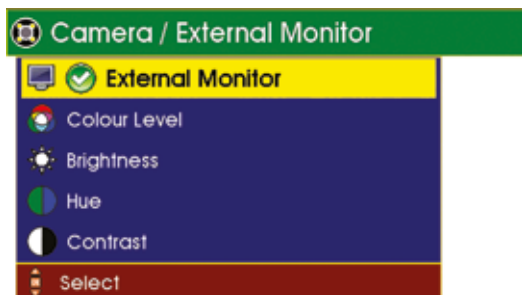 Camera / External Monitor
External Monitor
Colour Level
Brightness
Hue
Contrast
Select